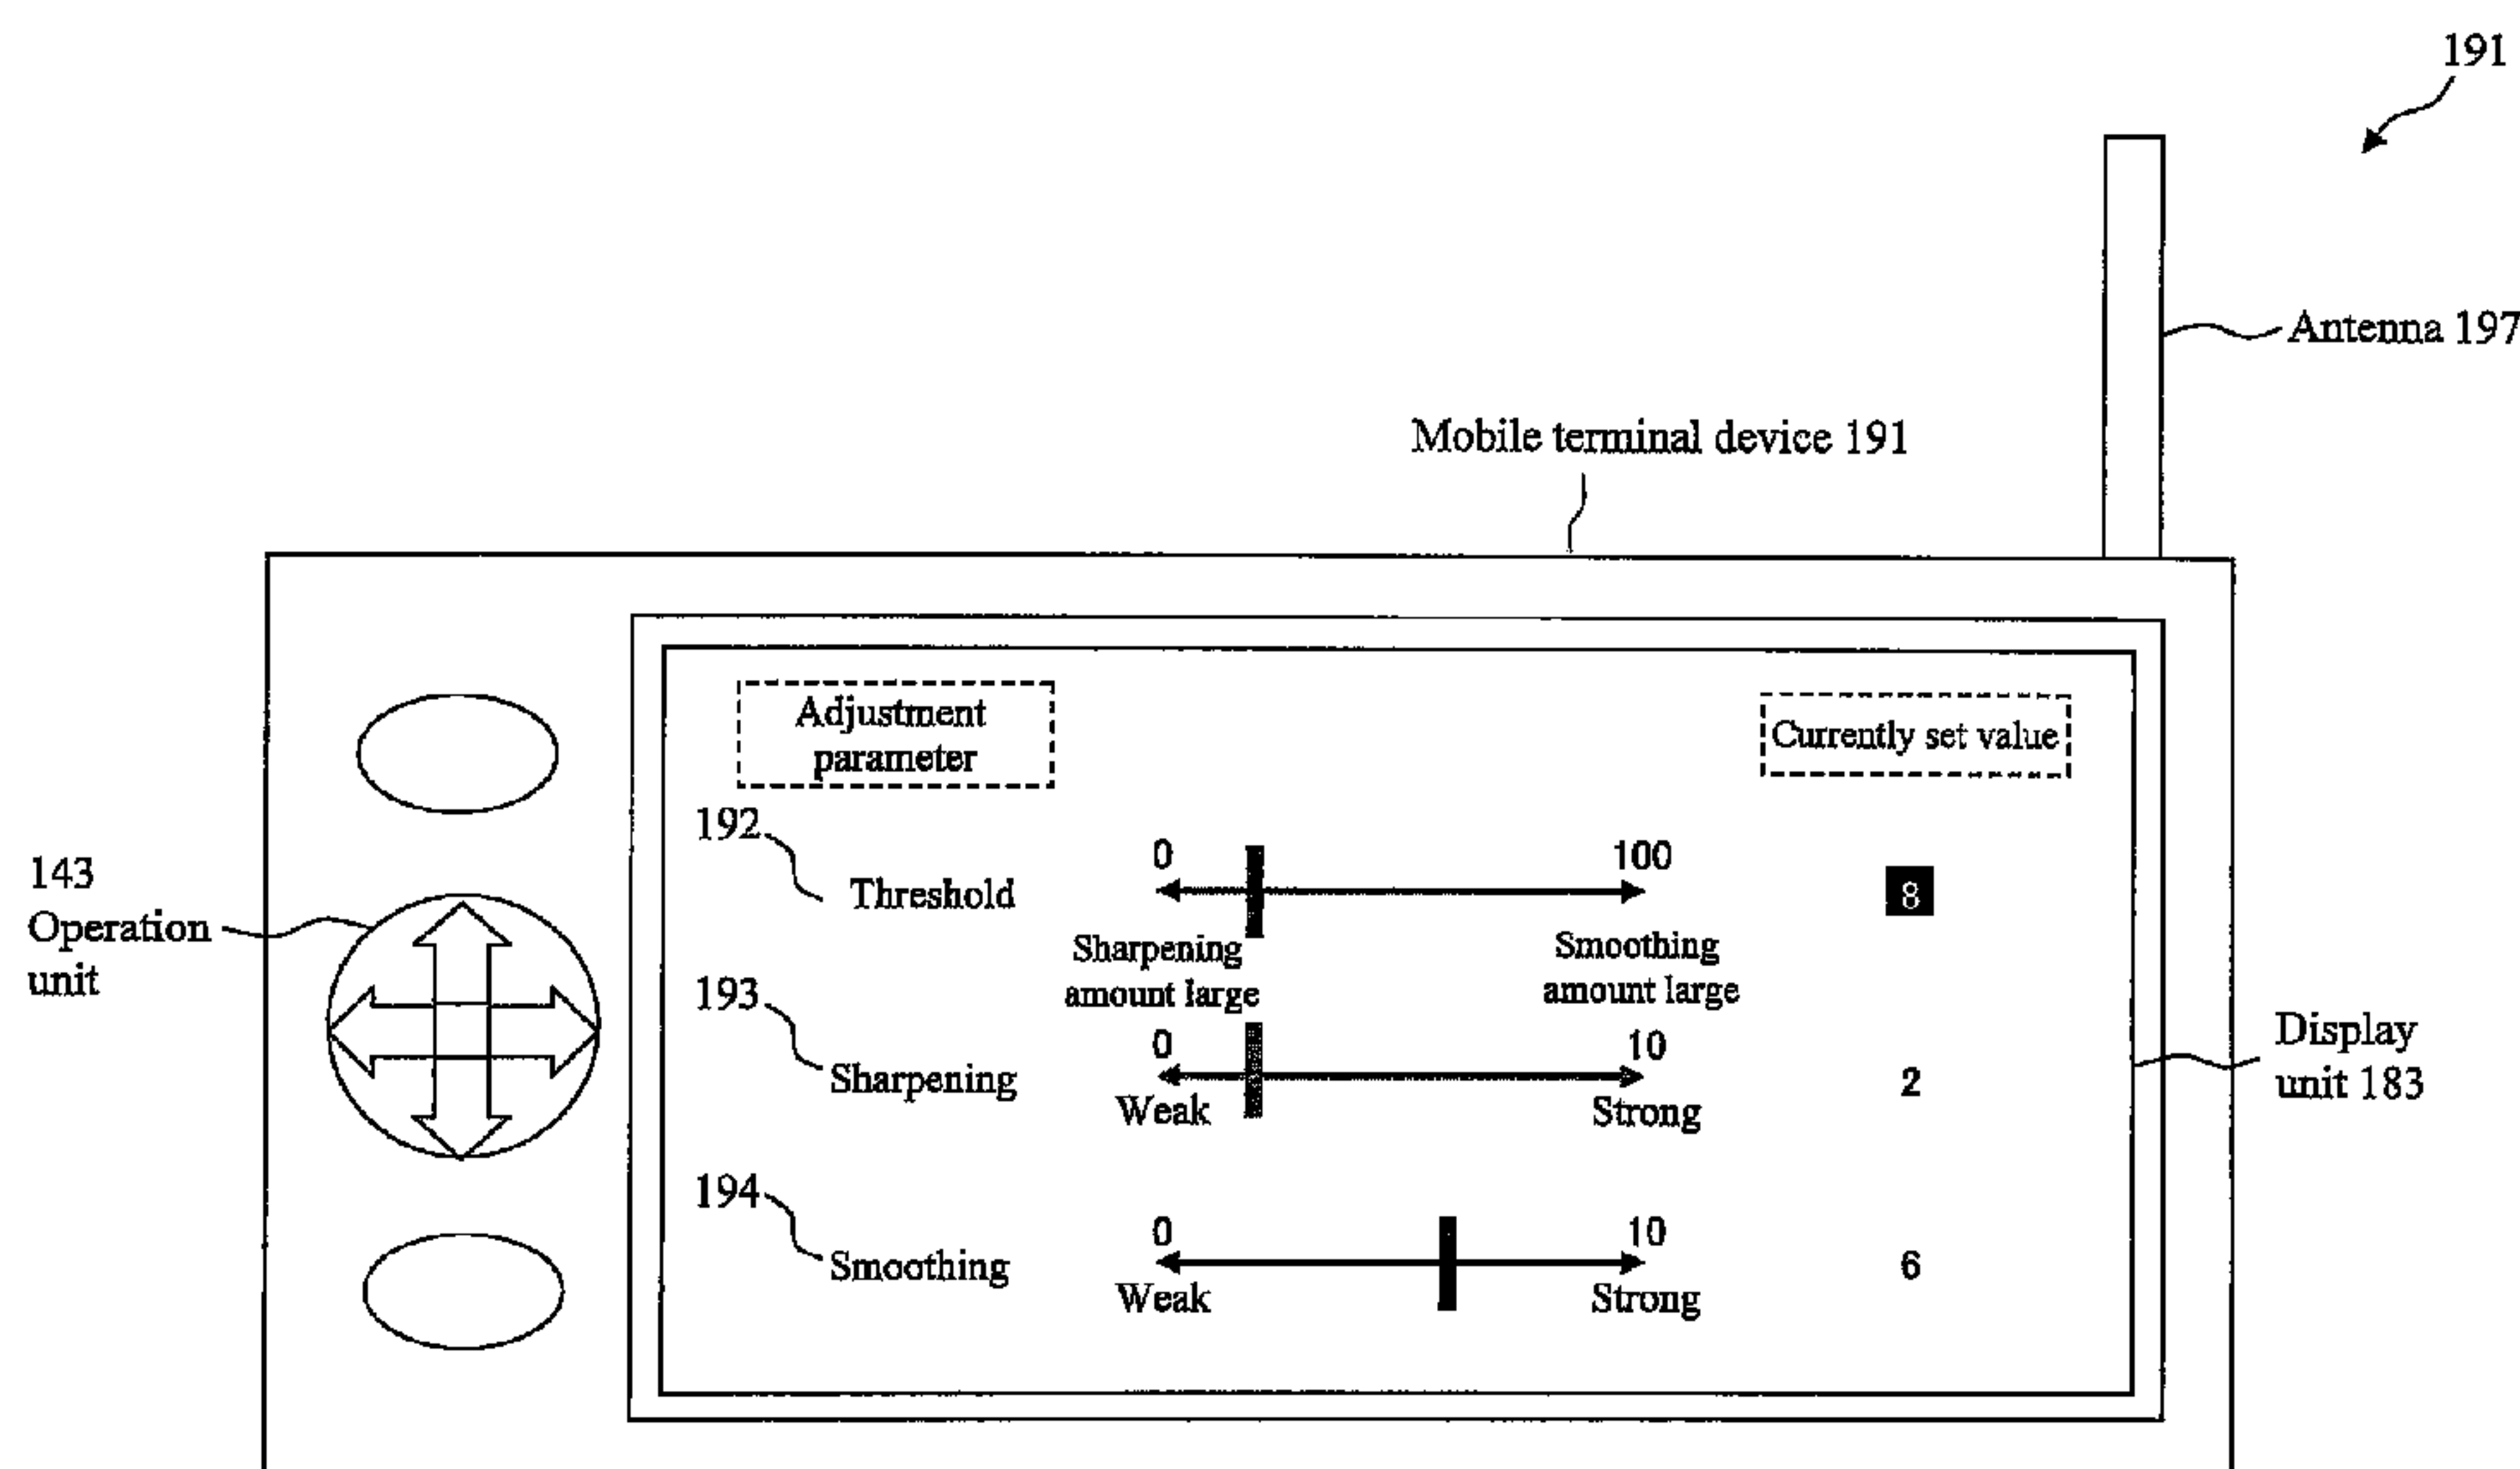 191
Antenna 197
Mobile terminal device 191
Adjustment
parameter
Currently set value
192
Threshold
0
100
8
Sharpening
amount large
Smoothing
amount large
143
Operation
unit
193
Sharpening
0
10
Weak
Strong
2
Display
unit 183
194
Smoothing
0
10
Weak
Strong
6